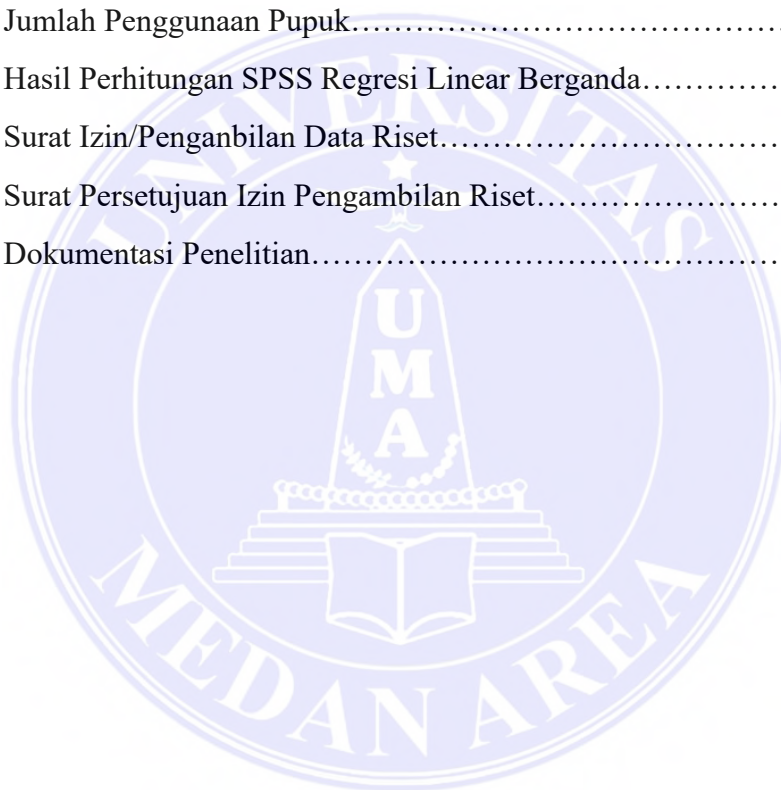 Jumlah Penggunaan Pupuk……………………………………
Hasil Perhitungan SPSS Regresi Linear Berganda…………
Surat Izin/Penganbilan Data Riset……………………………
Surat Persetujuan Izin Pengambilan Riset……………………
Dokumentasi Penelitian………………………………………
UNIVERSITAS
UMA
MEDAN AREA